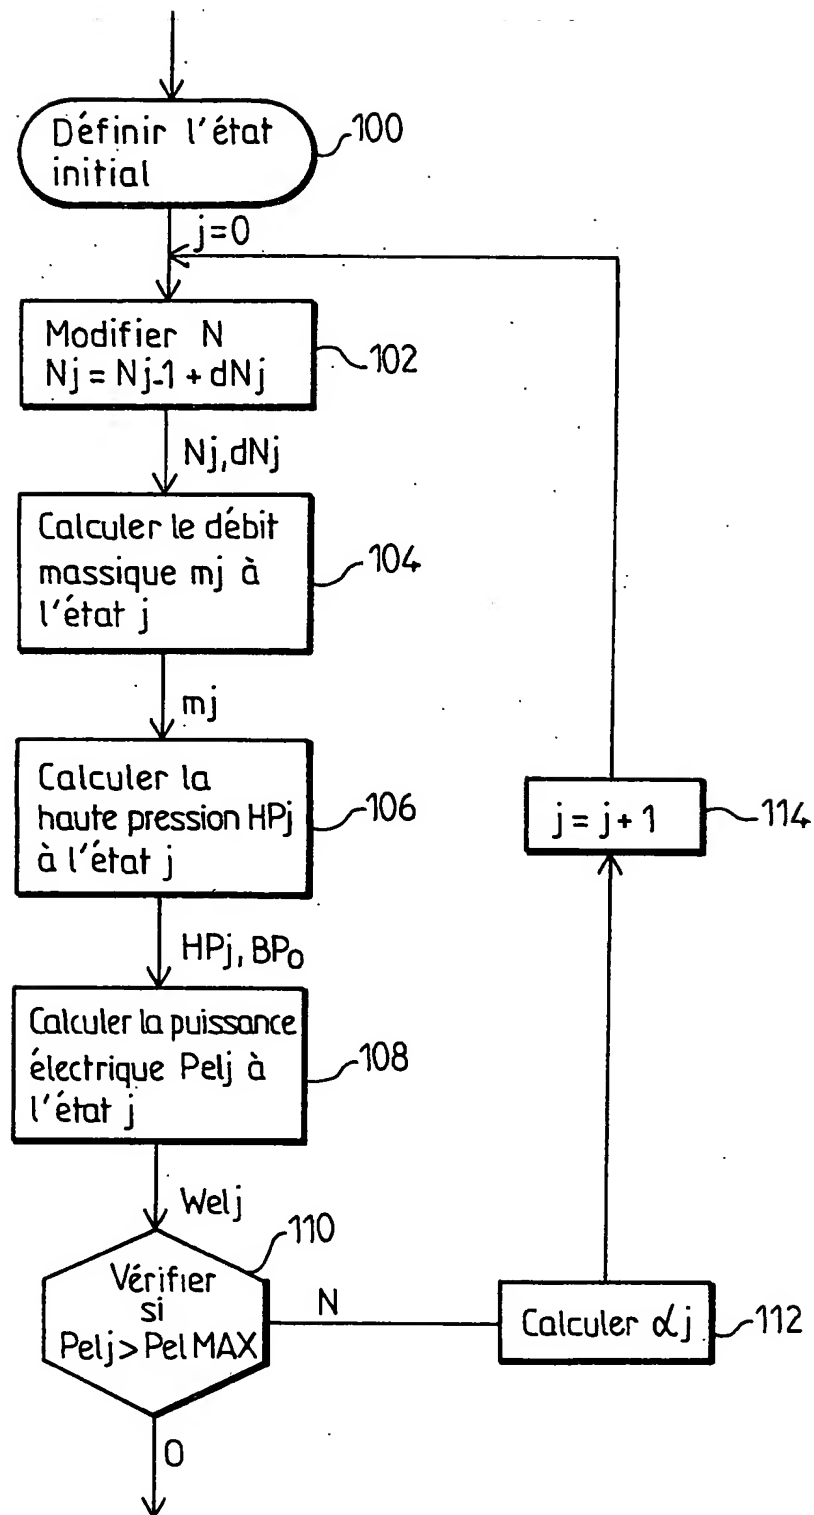 Définir l'état
initial
100
j=0
Modifier N
Nj = Nj-1 + dNj
102
Nj,dNj
Calculer le débit
massique mj à
l'état j
104
mj
Calculer la
haute pression HPj
à l'état j
106
HPj, BP0
Calculer la puissance
électrique Pelj à
l'état j
108
Welj
110
Vérifier
si
Pelj>PelMAX
N
O
Calculer αj
112
j = j + 1
114